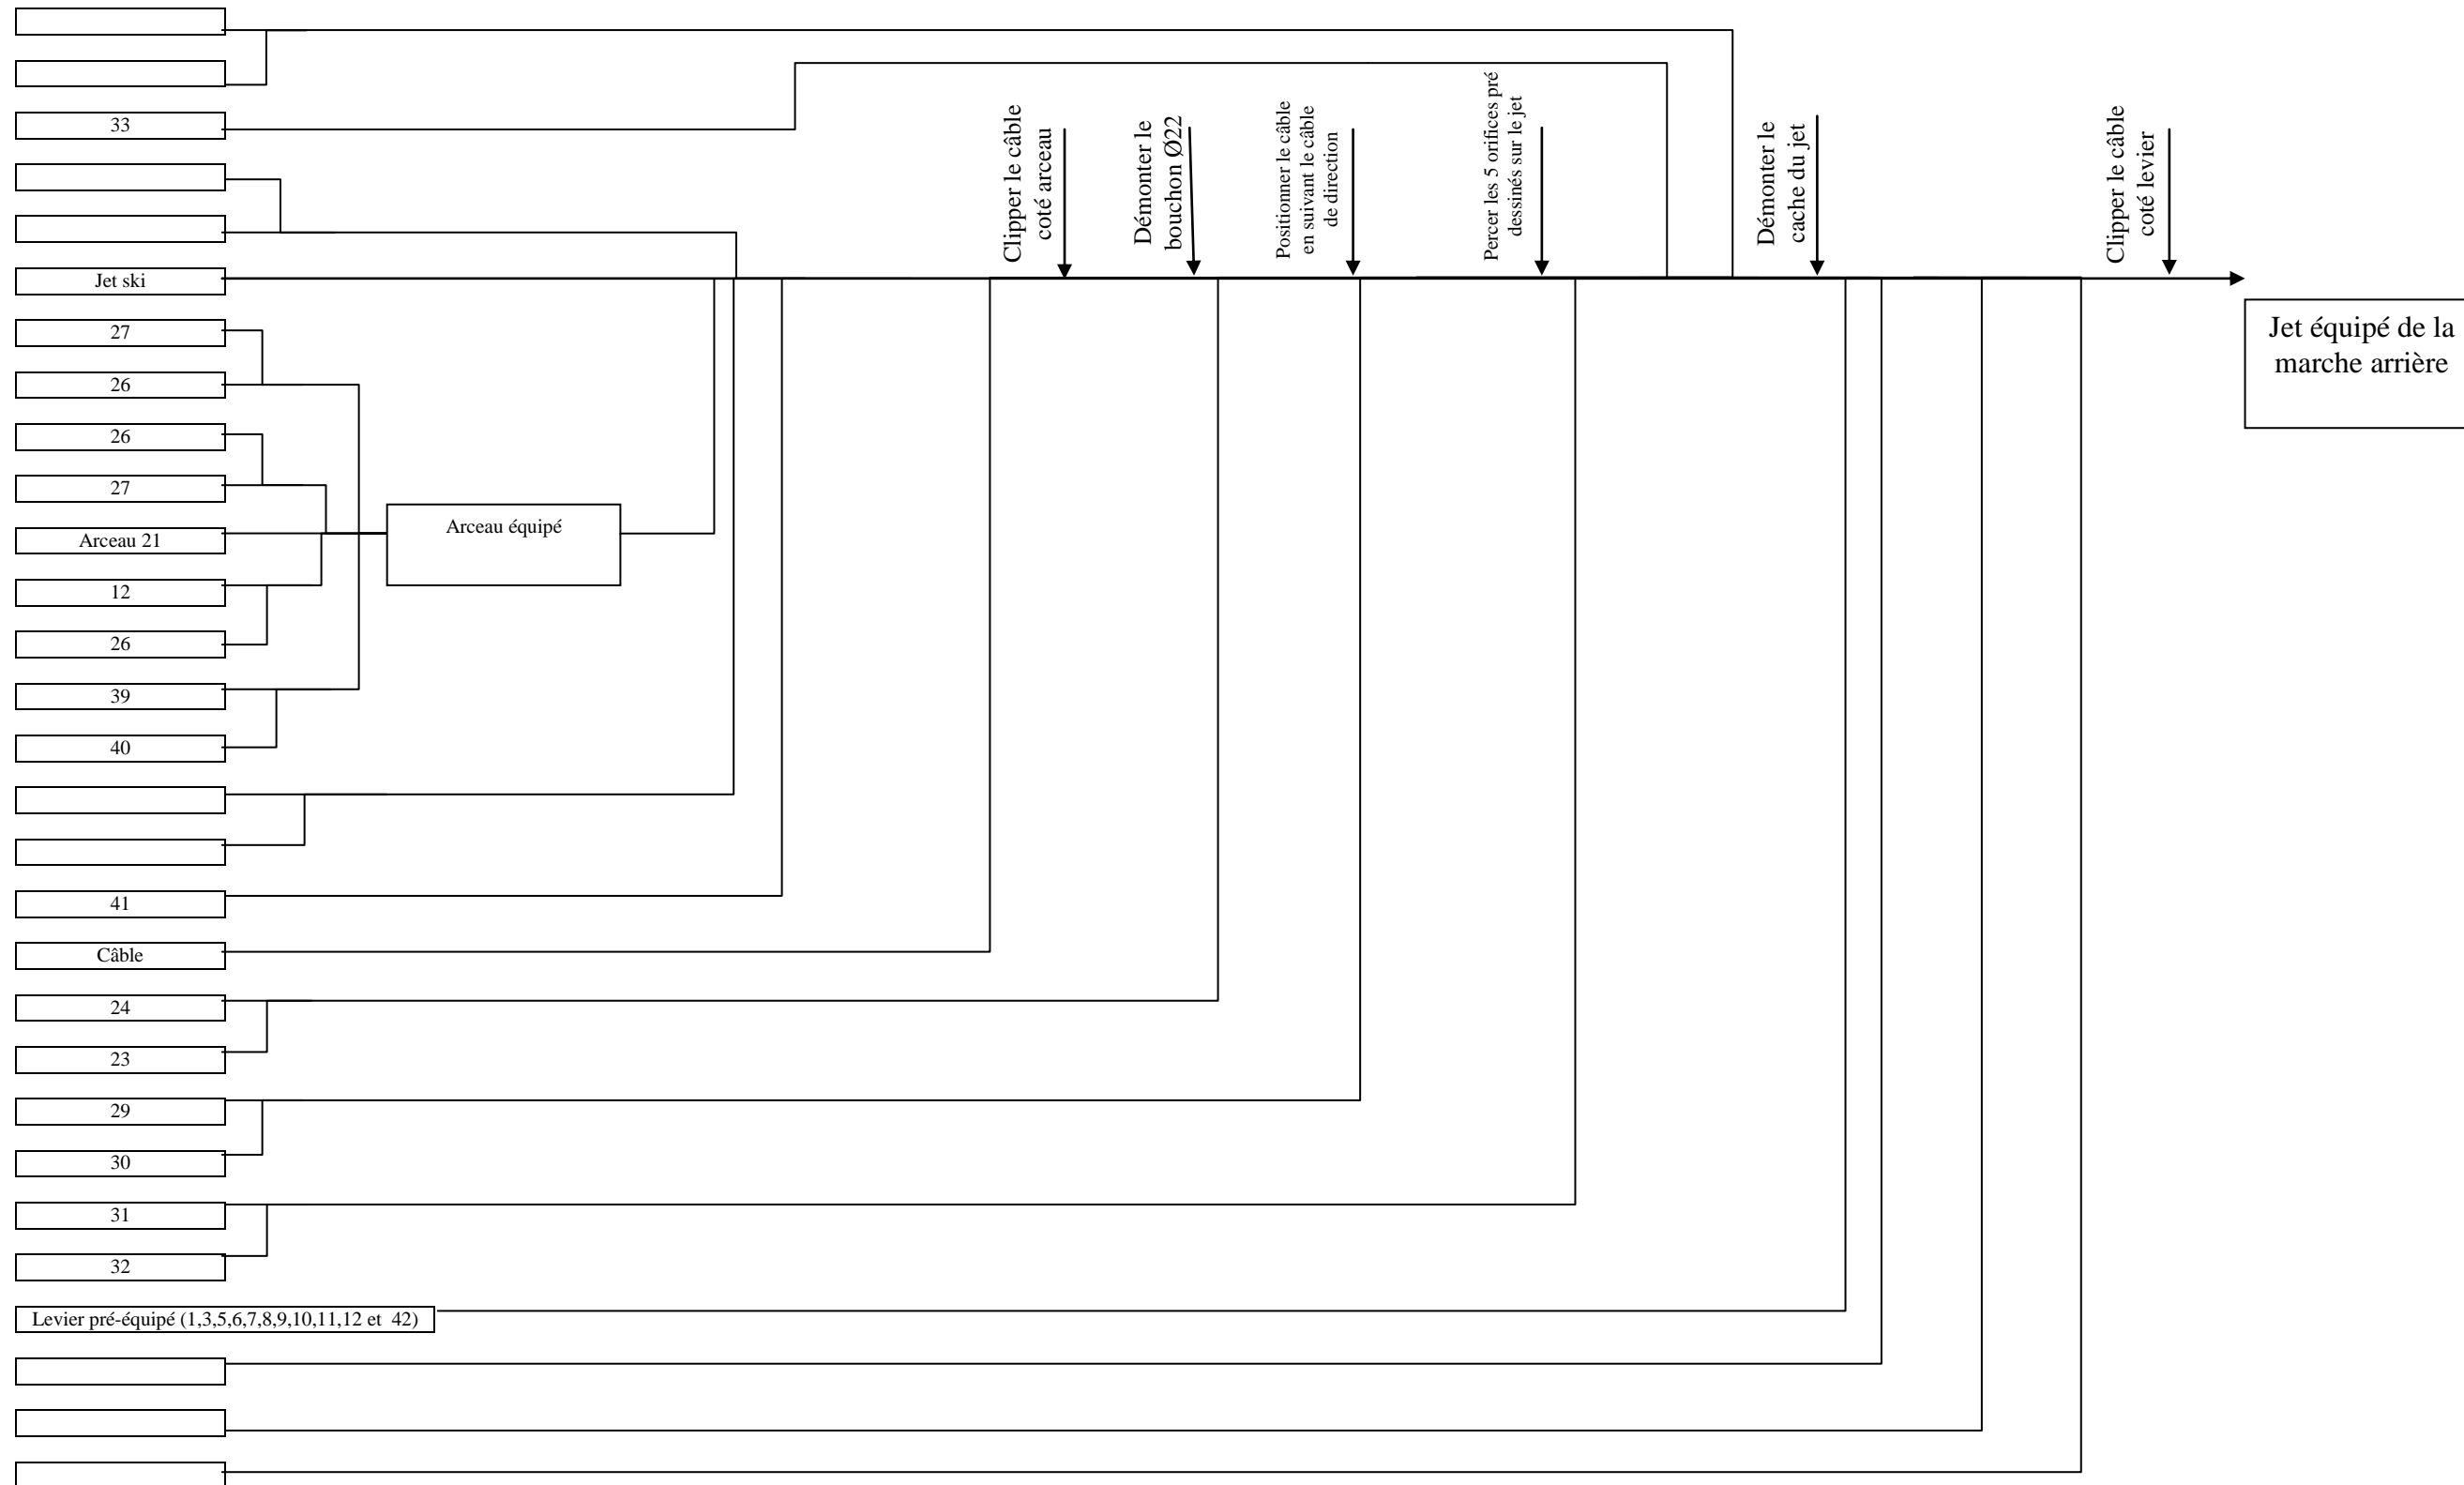 33
Clipper le câble
coté arceau
Démonter le
bouchon Ø22
Positionner le câble
en suivant le câble
de direction
Percer les 5 orifices pré
dessinés sur le jet
Démonter le
cache du jet
Clipper le câble
coté levier
Jet ski
Jet équipé de la
marche arrière
27
26
26
27
Arceau équipé
Arceau 21
12
26
39
40
41
Câble
24
23
29
30
31
32
Levier pré-équipé (1,3,5,6,7,8,9,10,11,12 et  42)